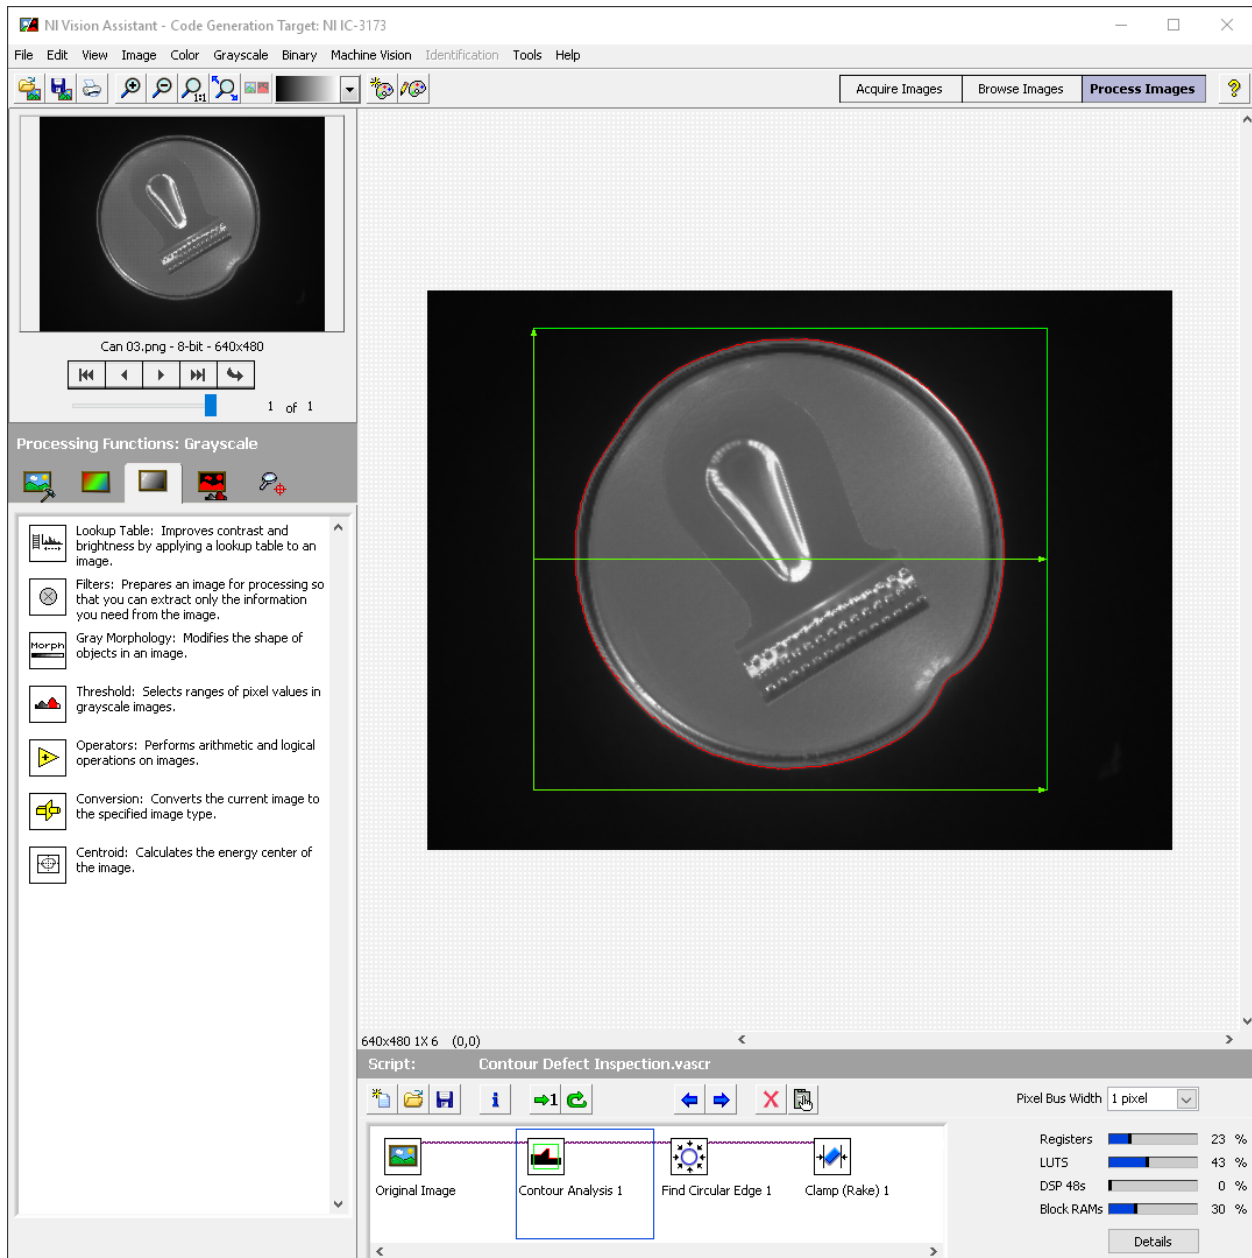 NI Vision Assistant - Code Generation Target: NI IC-3173
File Edit View Image Color Grayscale Binary Machine Vision Identification Tools Help
1:1
Acquire Images Browse Images Process Images
Can 03.png - 8-bit - 640x480
1 of 1
Processing Functions: Grayscale
Lookup Table: Improves contrast and
brightness by applying a lookup table to an
image.
Filters: Prepares an image for processing so
that you can extract only the information
you need from the image.
Morph
Gray Morphology: Modifies the shape of
objects in an image.
Threshold: Selects ranges of pixel values in
grayscale images.
Operators: Performs arithmetic and logical
operations on images.
Conversion: Converts the current image to
the specified image type.
Centroid: Calculates the energy center of
the image.
640x480 1X 6 (0,0)
Script: Contour Defect Inspection.vascr
Pixel Bus Width 1 pixel
Original Image Contour Analysis 1 Find Circular Edge 1 Clamp (Rake) 1
Registers 23 %
LUTS 43 %
DSP 48s 0 %
Block RAMs 30 %
Details